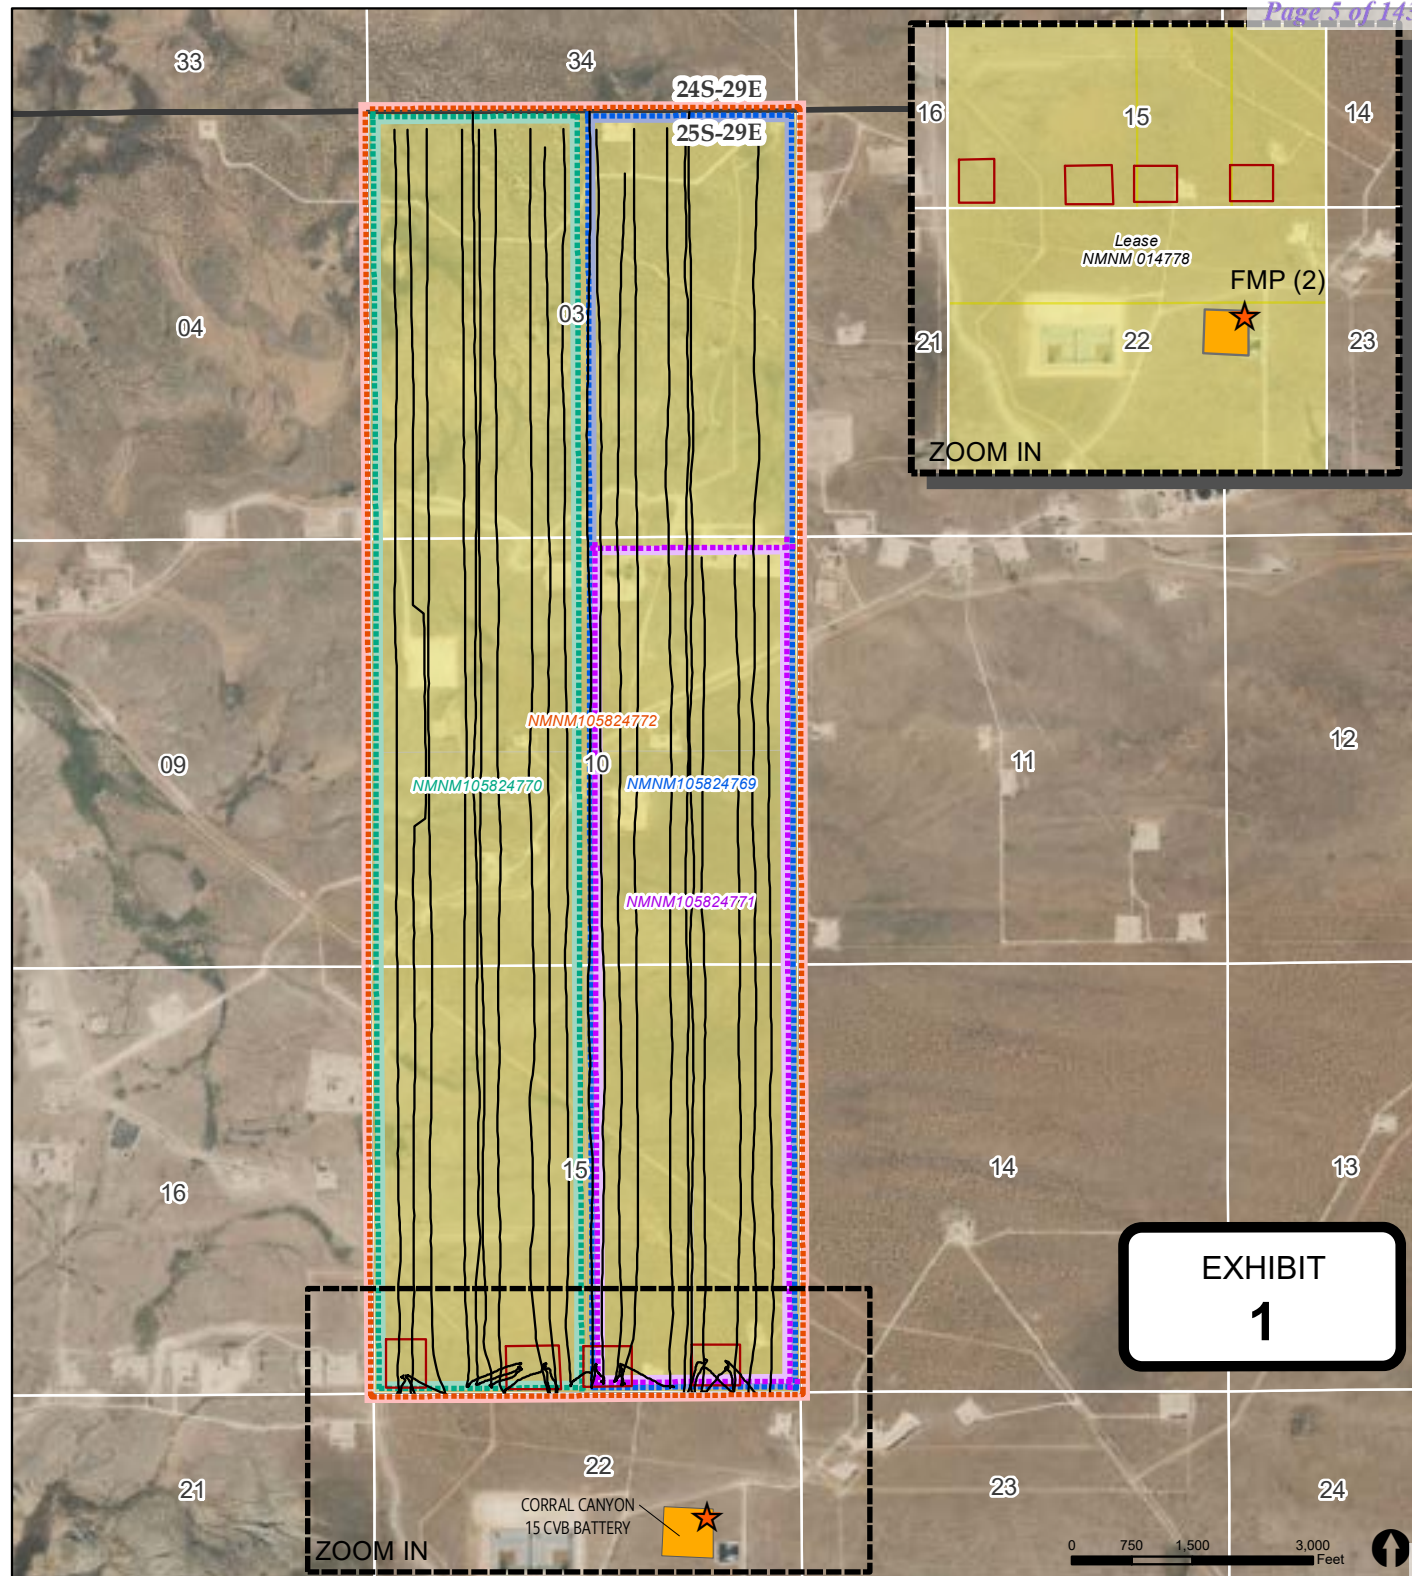 Page 5 of 143
33
34
24S-29E
25S-29E
16
15
14
Lease
NMNM 014778
FMP (2)
21
22
23
ZOOM IN
04
03
NMNM105824772
09
10
11
12
NMNM105824770
NMNM105824769
NMNM105824771
16
15
14
13
EXHIBIT
1
21
22
23
24
CORRAL CANYON
15 CVB BATTERY
ZOOM IN
0 750 1,500 3,000
Feet